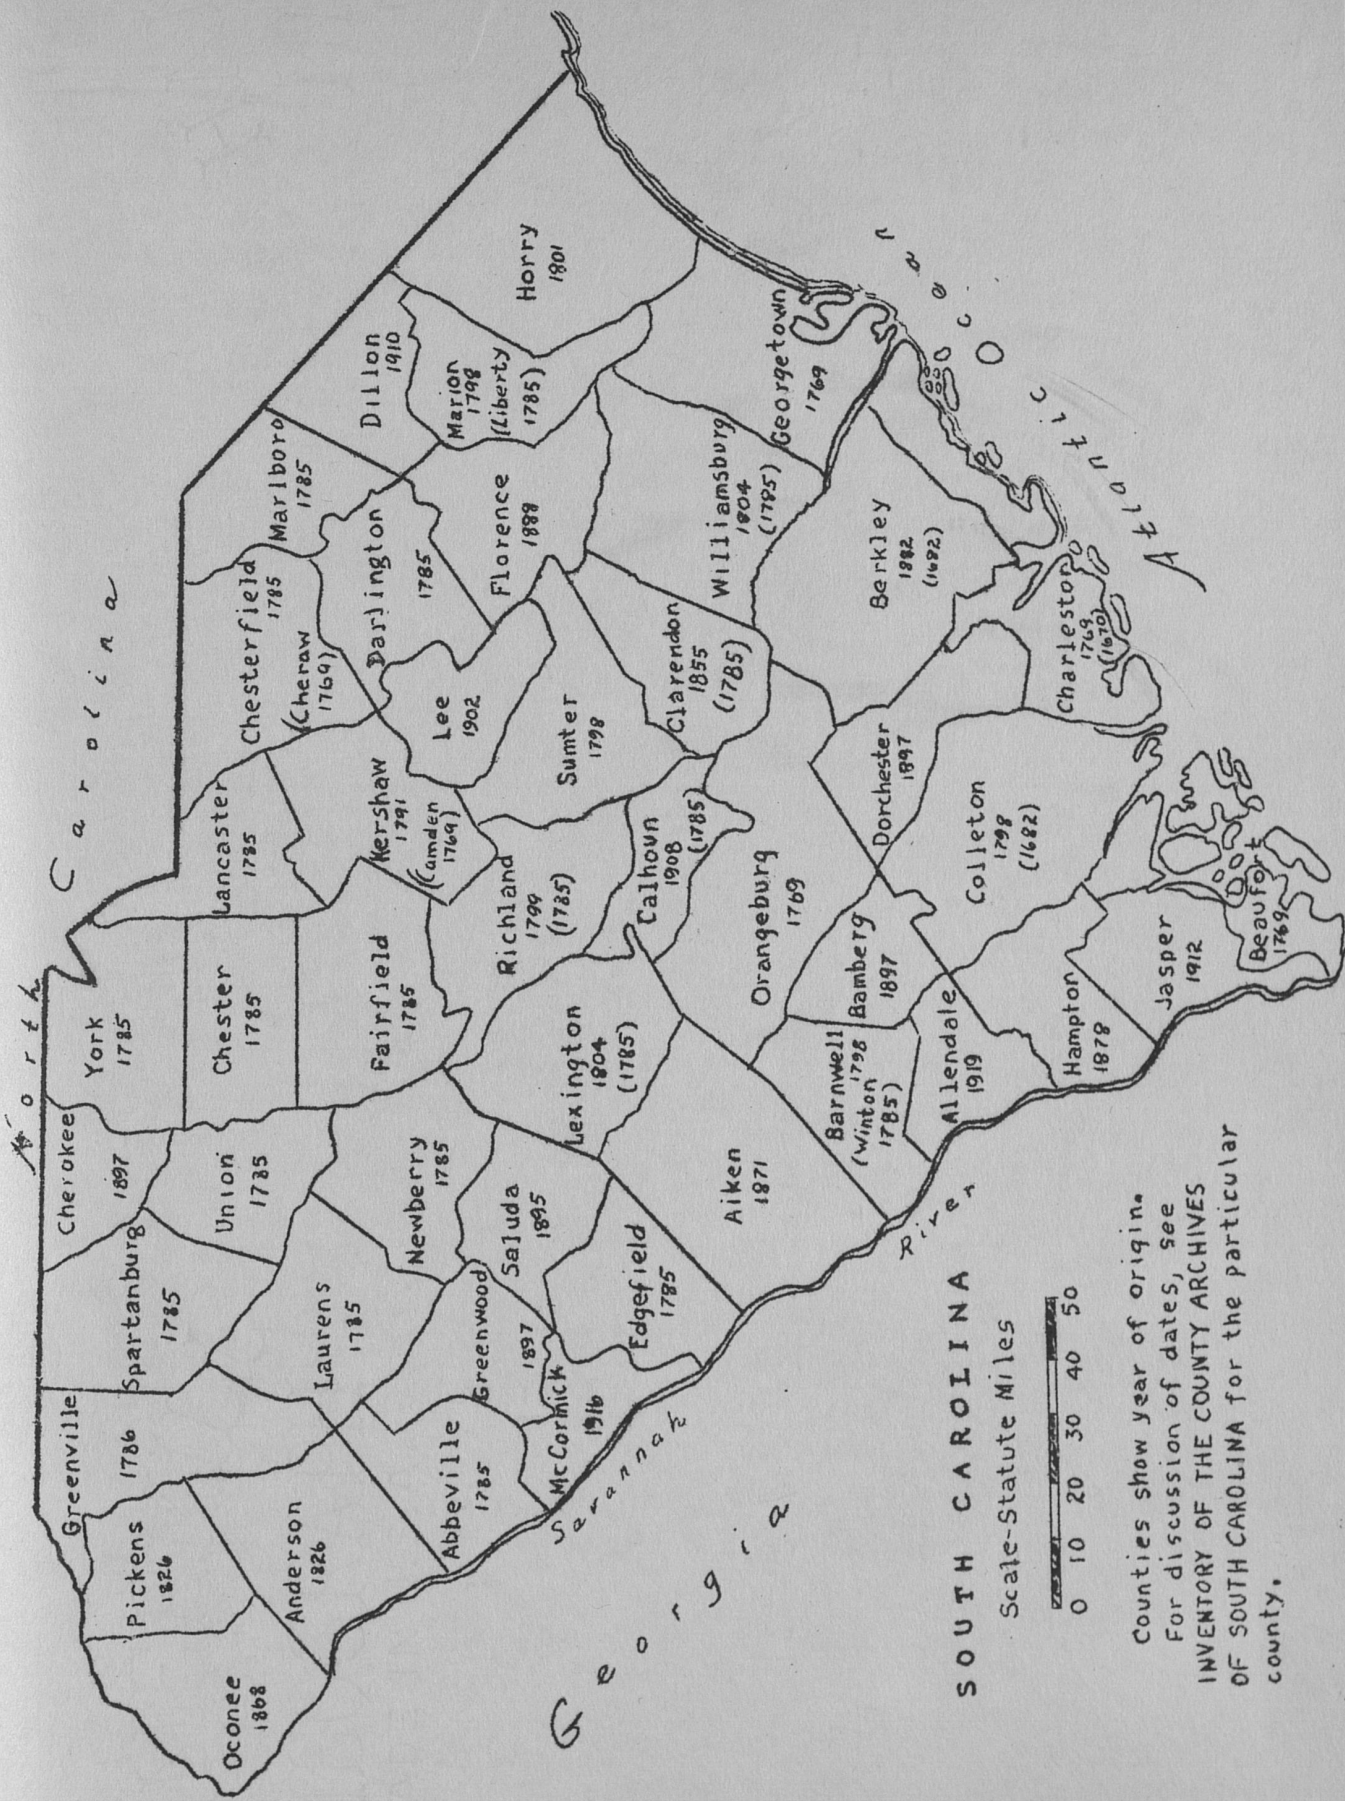 North
Carolina
Cherokee
1897
York
1785
Greenville
1786
Spartanburg
1785
Union
1785
Chester
1785
Lancaster
1785
Chesterfield
1785
(Cheraw
1769)
Marlboro
1785
Dillon
1910
Marion
1798
(Liberty
1785)
Horry
1801
Pickens
1826
Oconee
1868
Anderson
1826
Laurens
1785
Newberry
1785
Fairfield
1785
Kershaw
1791
(Camden
1769)
Lee
1902
Darlington
1785
Florence
1888
Abbeville
1785
Greenwood
1897
McCormick
1916
Saluda
1895
Edgefield
1785
Lexington
1804
(1785)
Richland
1799
(1785)
Sumter
1798
Calhoun
1908
(1785)
Clarendon
1855
(1785)
Williamsburg
1804
(1785)
Georgetown
1769
Aiken
1871
Orangeburg
1769
Barnwell
1798
(Winton
1785)
Bamberg
1897
Allendale
1919
Dorchester
1897
Berkley
1882
(1682)
Charleston
1769
(1670)
Colleton
1798
(1682)
Hampton
1878
Jasper
1912
Beaufort
1769
Savannah
River
Georgia
Atlantic Ocean
SOUTH CAROLINA
Scale-Statute Miles
0 10 20 30 40 50
Counties show year of origin.
For discussion of dates, see
INVENTORY OF THE COUNTY ARCHIVES
OF SOUTH CAROLINA for the particular
county.